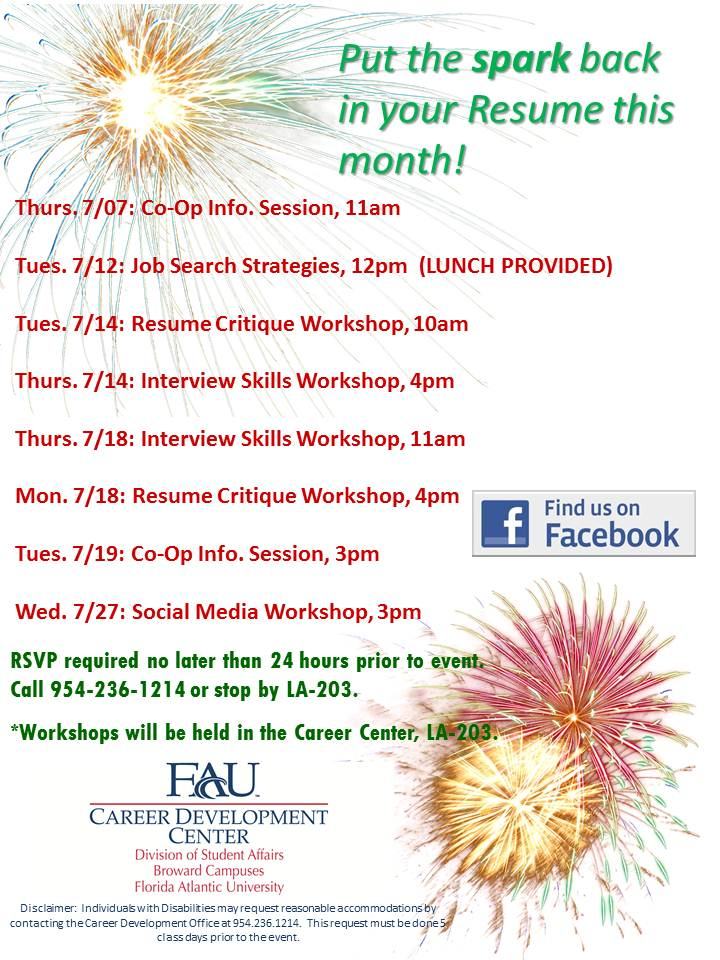 Put the spark back
in your Resume this
month!
Thurs. 7/07: Co-Op Info. Session, 11am
Tues. 7/12: Job Search Strategies, 12pm (LUNCH PROVIDED)
Tues. 7/14: Resume Critique Workshop, 10am
Thurs. 7/14: Interview Skills Workshop, 4pm
Thurs. 7/18: Interview Skills Workshop, 11am
Mon. 7/18: Resume Critique Workshop, 4pm
Find us on
Facebook
Tues. 7/19: Co-Op Info. Session, 3pm
Wed. 7/27: Social Media Workshop, 3pm
RSVP required no later than 24 hours prior to event.
Call 954-236-1214 or stop by LA-203.
*Workshops will be held in the Career Center, LA-203.
FAU
CAREER DEVELOPMENT
CENTER
Division of Student Affairs
Broward Campuses
Florida Atlantic University
Disclaimer: Individuals with Disabilities may request reasonable accommodations by
contacting the Career Development Office at 954.236.1214. This request must be done 5
class days prior to the event.